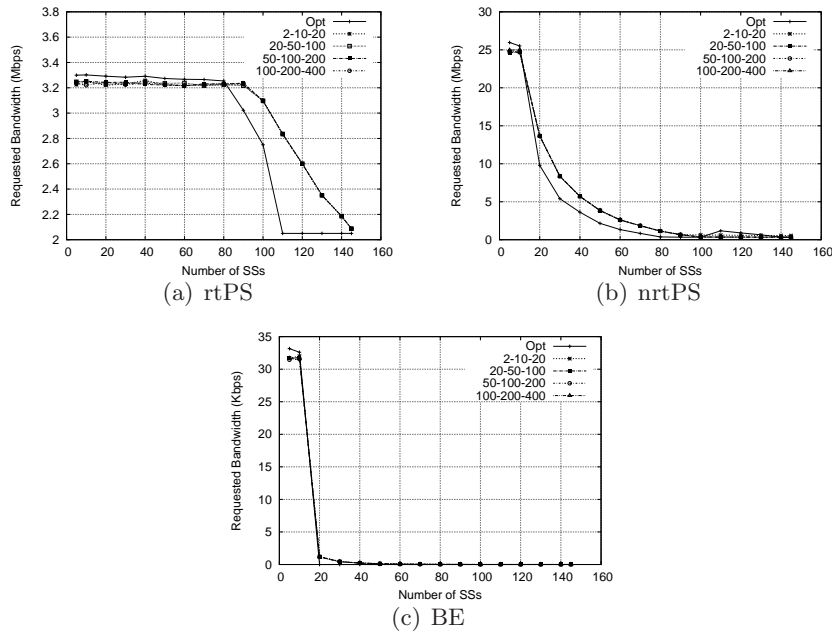 Requested Bandwidth (Mbps)
3.8
3.6
3.4
3.2
3
2.8
2.6
2.4
2.2
2
0 20 40 60 80 100 120 140 160
Number of SSs
Opt
2-10-20
20-50-100
50-100-200
100-200-400
(a) rtPS
Requested Bandwidth (Mbps)
30
25
20
15
10
5
0
0 20 40 60 80 100 120 140 160
Number of SSs
Opt
2-10-20
20-50-100
50-100-200
100-200-400
(b) nrtPS
Requested Bandwidth (Kbps)
35
30
25
20
15
10
5
0
0 20 40 60 80 100 120 140 160
Number of SSs
Opt
2-10-20
20-50-100
50-100-200
100-200-400
(c) BE